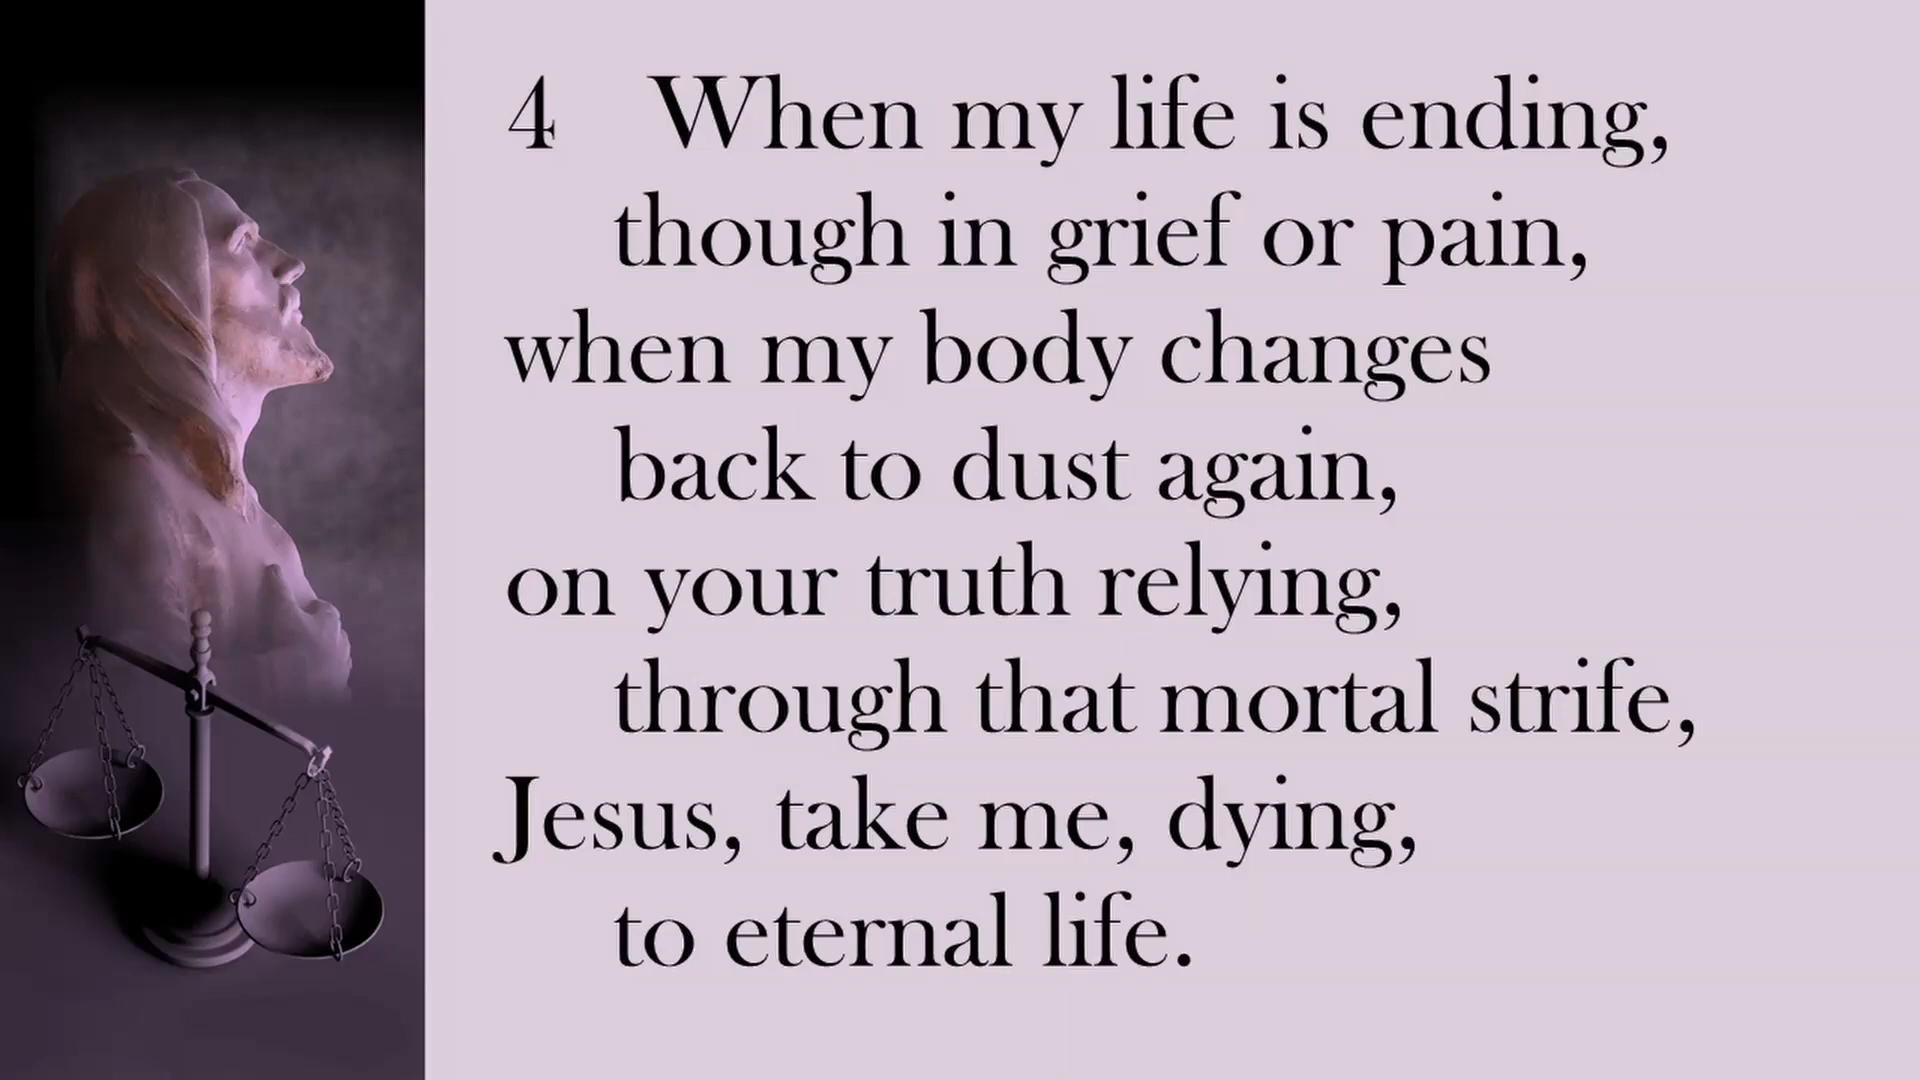 4 When my life is ending,
though in grief or pain,
when my body changes
back to dust again,
on your truth relying,
through that mortal strife,
Jesus, take me, dying,
to eternal life.